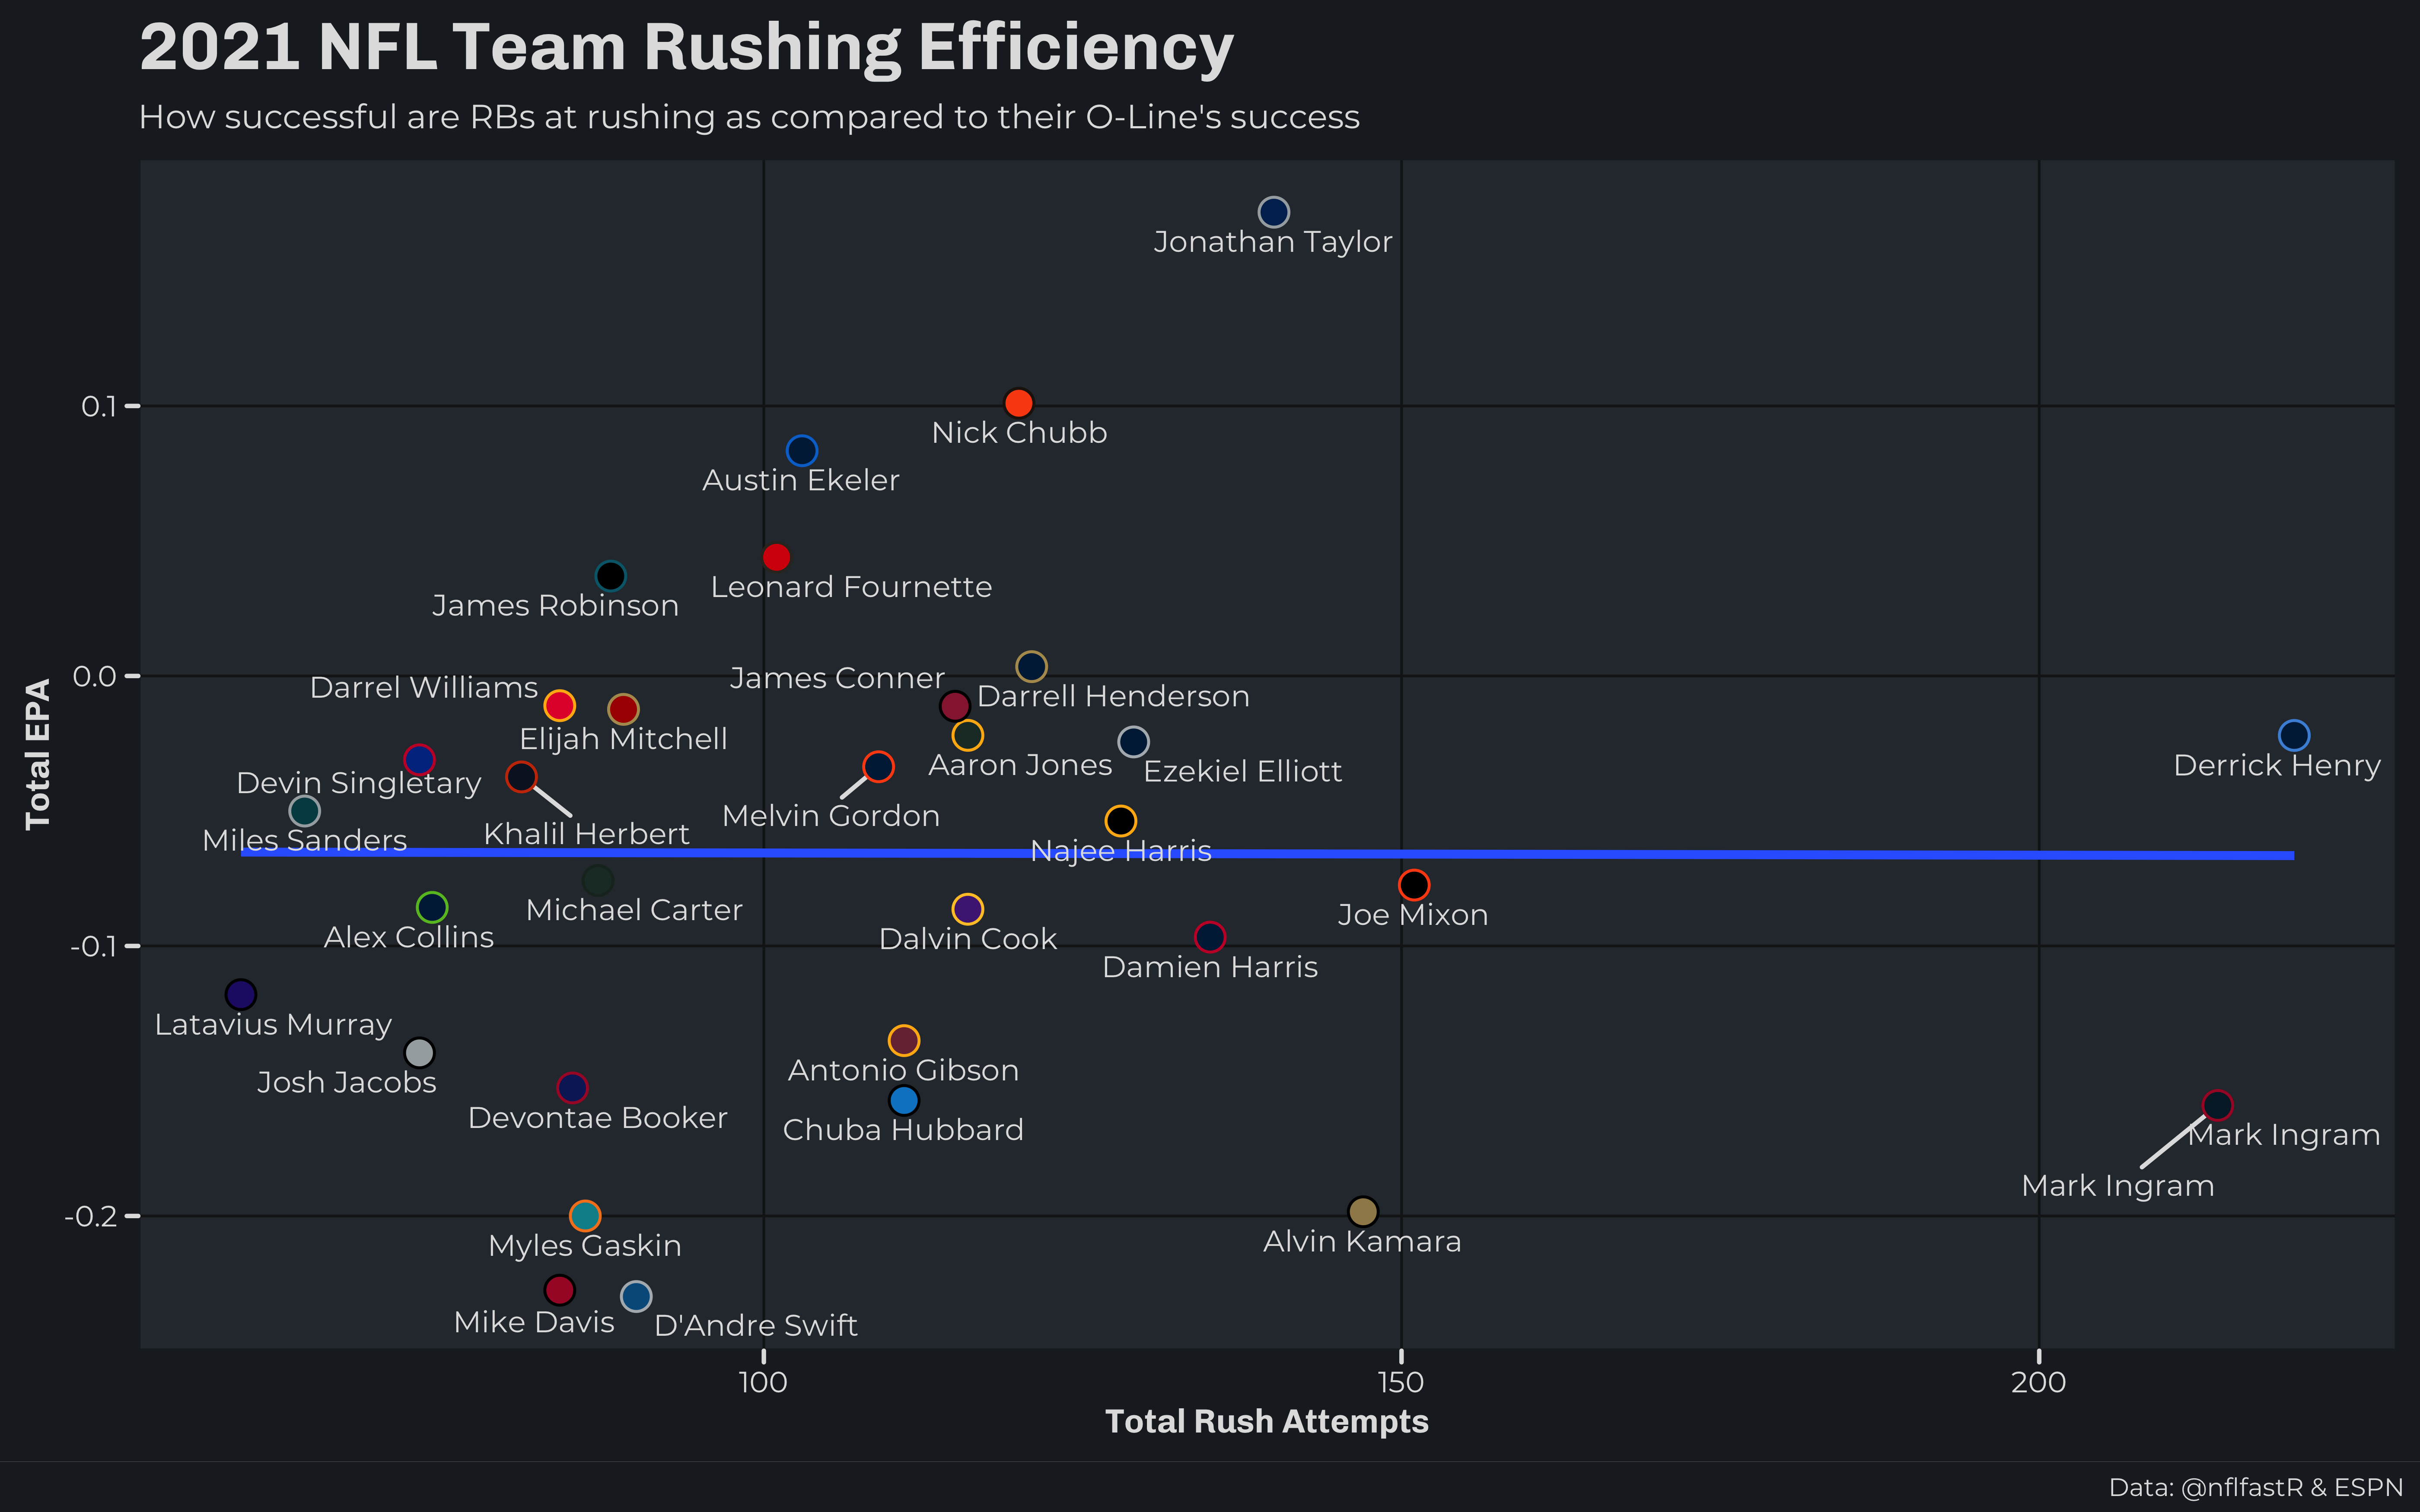 2021 NFL Team Rushing Efficiency
How successful are RBs at rushing as compared to their O-Line's success
Total EPA
0.1
0.0
-0.1
-0.2
Jonathan Taylor
Nick Chubb
Austin Ekeler
Leonard Fournette
James Robinson
James Conner
Darrel Williams
Darrell Henderson
Elijah Mitchell
Aaron Jones
Ezekiel Elliott
Derrick Henry
Devin Singletary
Melvin Gordon
Khalil Herbert
Miles Sanders
Najee Harris
Michael Carter
Joe Mixon
Alex Collins
Dalvin Cook
Damien Harris
Latavius Murray
Antonio Gibson
Josh Jacobs
Devontae Booker
Chuba Hubbard
Mark Ingram
Mark Ingram
Alvin Kamara
Myles Gaskin
Mike Davis
D'Andre Swift
100
150
200
Total Rush Attempts
Data: @nflfastR & ESPN